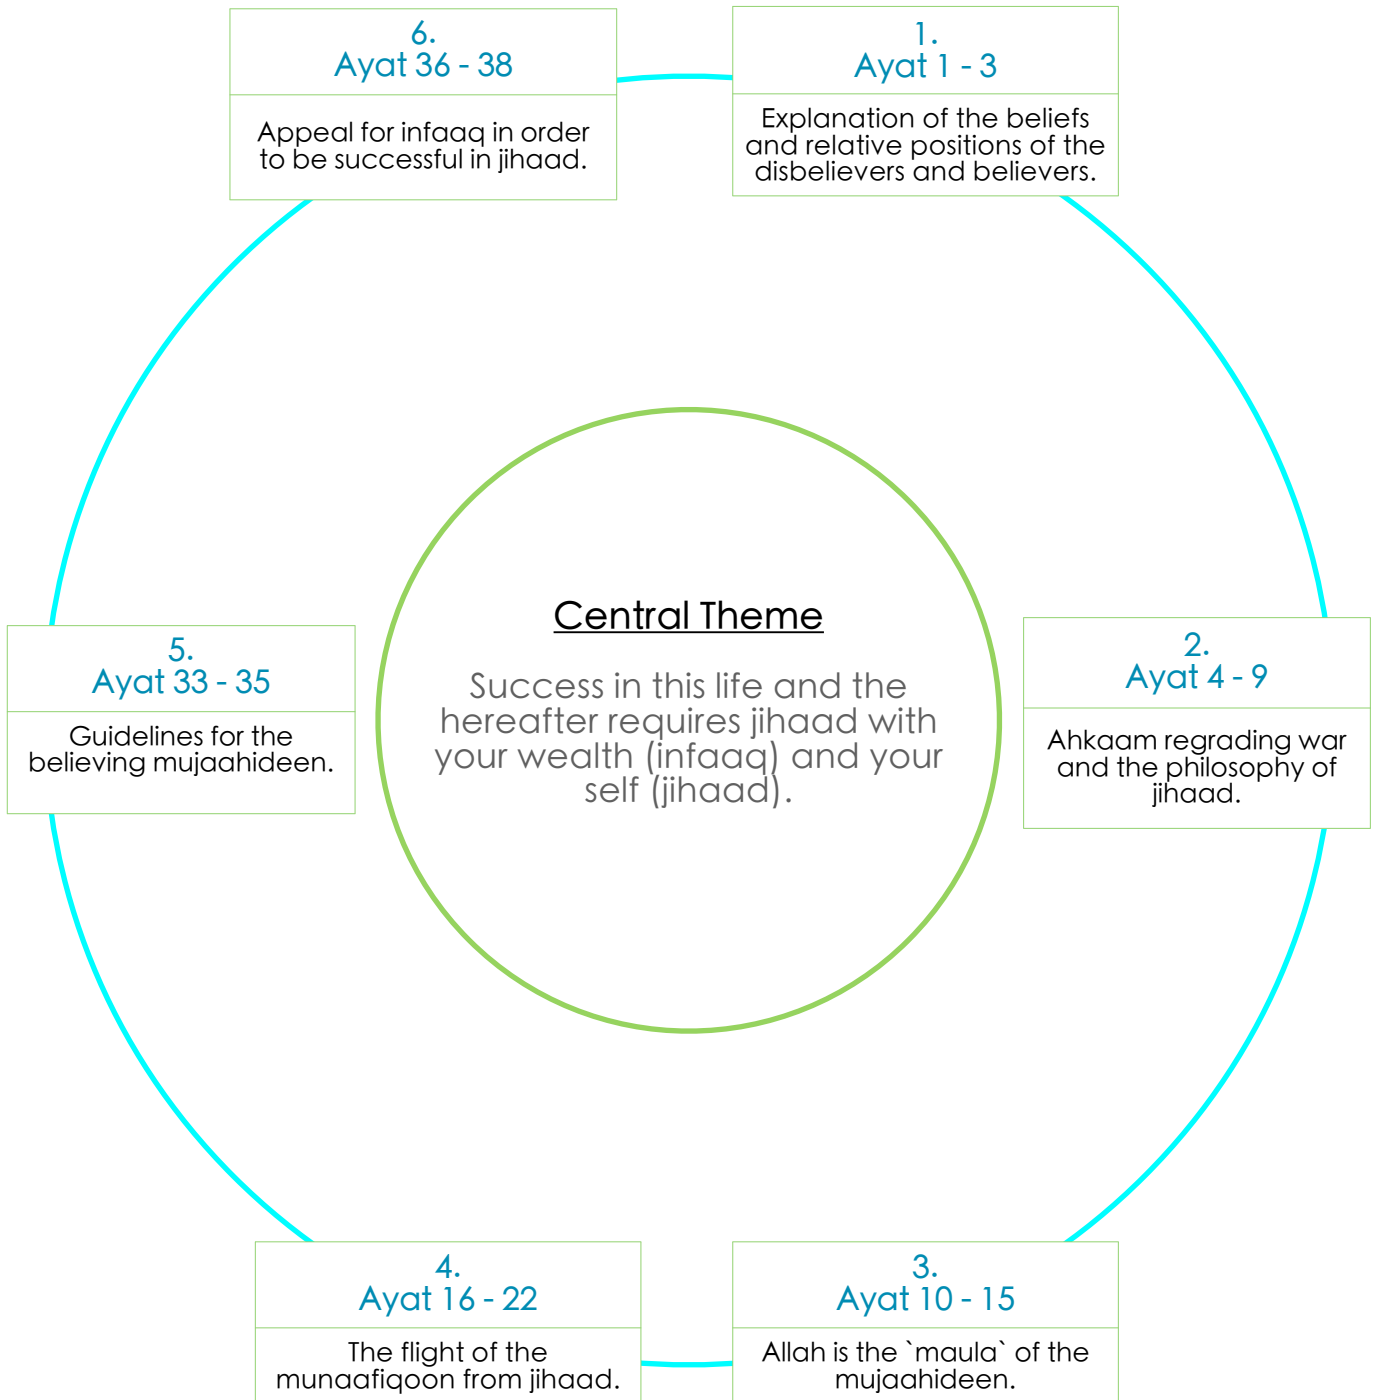 1.
Ayat 1 - 3
Explanation of the beliefs
and relative positions of the
disbelievers and believers.
2.
Ayat 4 - 9
Ahkaam regrading war
and the philosophy of
jihaad.
3.
Ayat 10 - 15
Allah is the `maula` of the
mujaahideen.
4.
Ayat 16 - 22
The flight of the
munaafiqoon from jihaad.
5.
Ayat 33 - 35
Guidelines for the
believing mujaahideen.
6.
Ayat 36 - 38
Appeal for infaaq in order
to be successful in jihaad.
Central Theme
Success in this life and the
hereafter requires jihaad with
your wealth (infaaq) and your
self (jihaad).